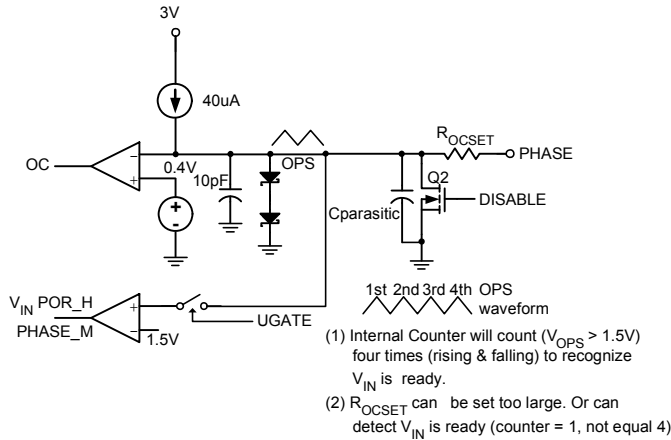 3V
40uA
R_OCSET
PHASE
OC
−
+
0.4V
10pF
OPS
Q2
+
-
Cparasitic
DISABLE
V_IN POR_H
PHASE_M
+
−
1.5V
UGATE
1st 2nd 3rd 4th OPS
waveform
(1) Internal Counter will count (V_OPS > 1.5V)
four times (rising & falling) to recognize
V_IN is ready.
(2) R_OCSET can be set too large. Or can
detect V_IN is ready (counter = 1, not equal 4)